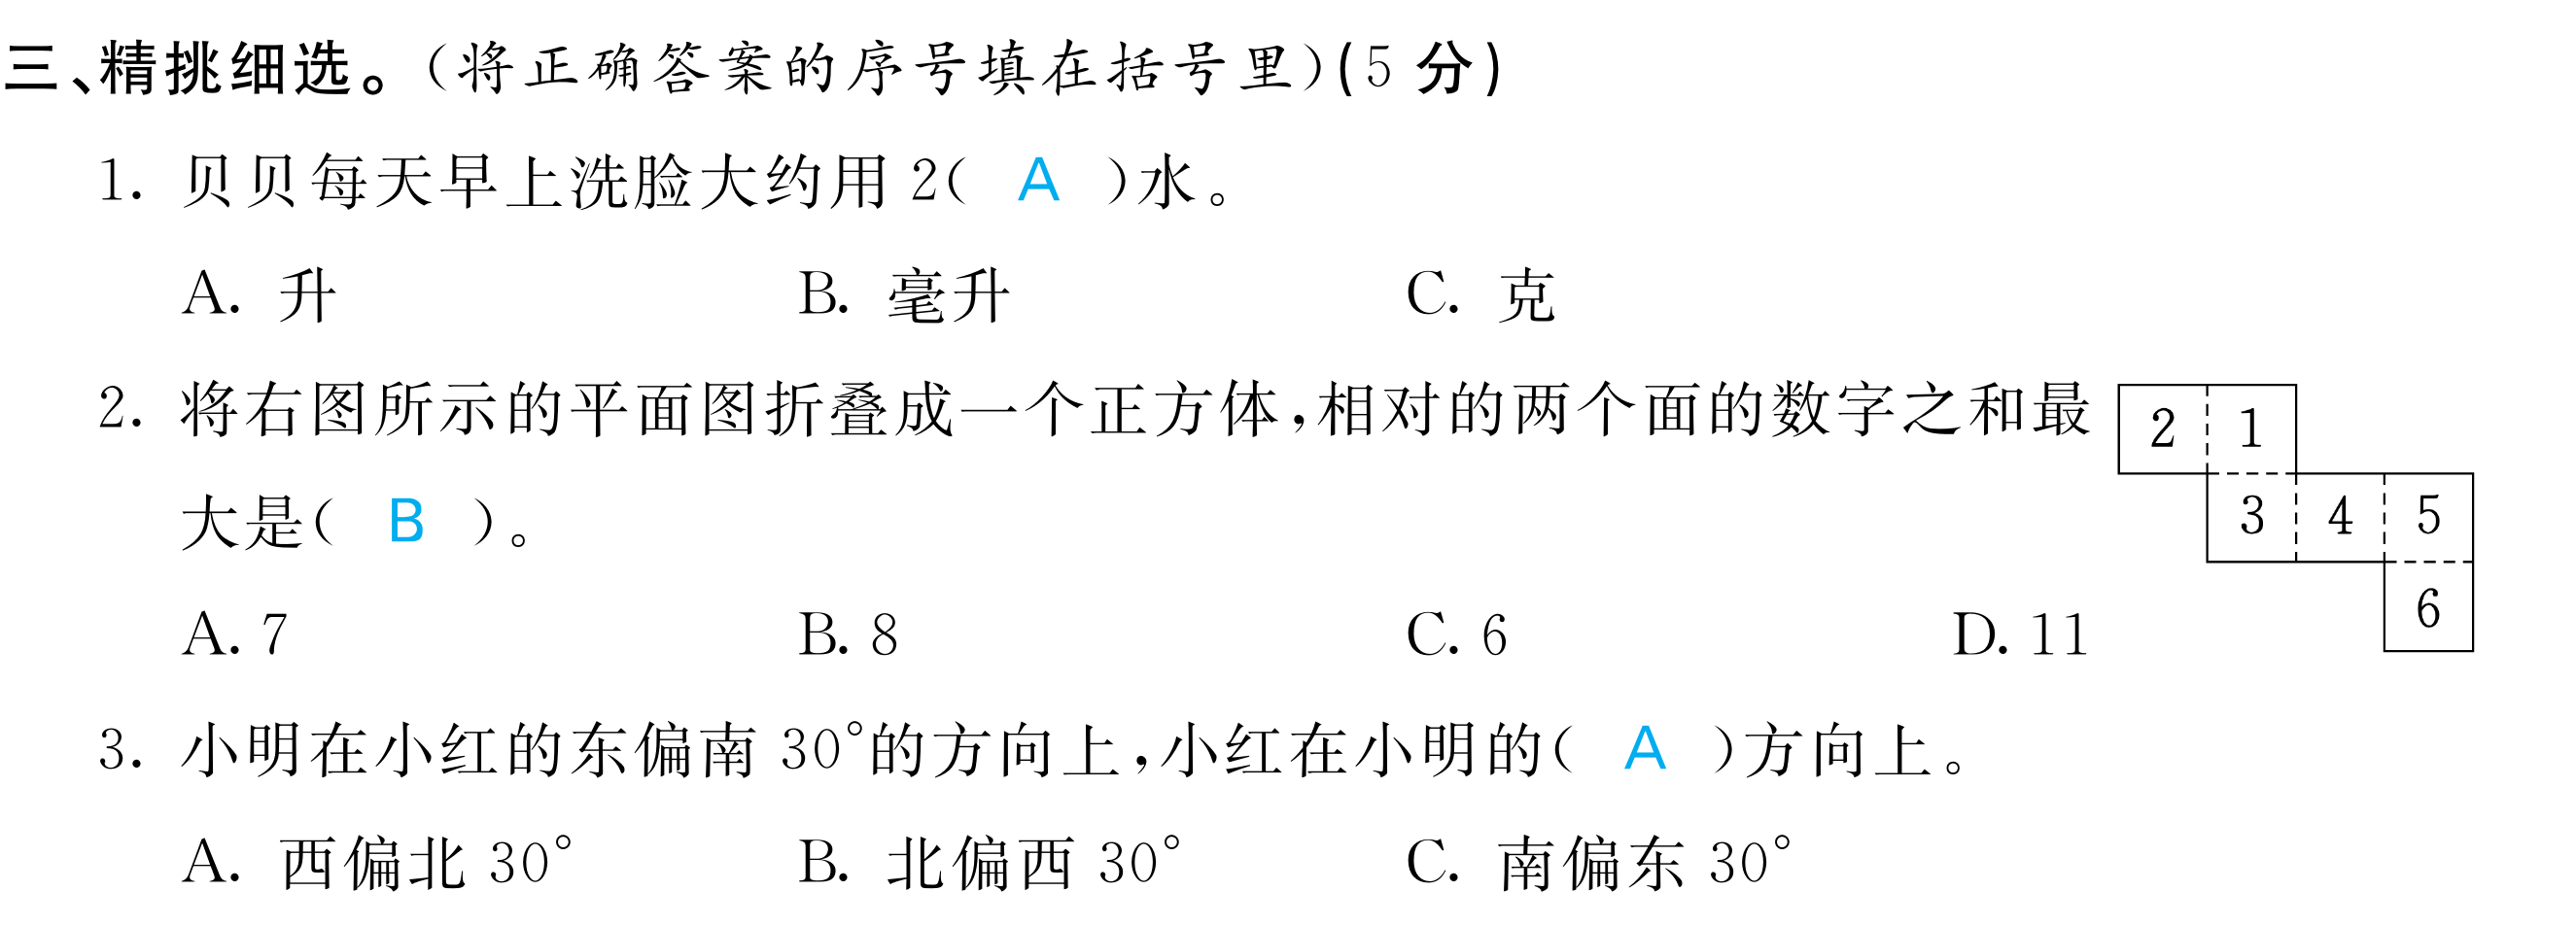 三、精挑细选。(将正确答案的序号填在括号里)(5 分)
1. 贝贝每天早上洗脸大约用 2( A )水。
A. 升 B. 毫升 C. 克
2. 将右图所示的平面图折叠成一个正方体,相对的两个面的数字之和最
大是( B )。
A. 7 B. 8 C. 6 D. 11
2 1
3 4 5
6
3. 小明在小红的东偏南 30°的方向上,小红在小明的( A )方向上。
A. 西偏北 30° B. 北偏西 30° C. 南偏东 30°